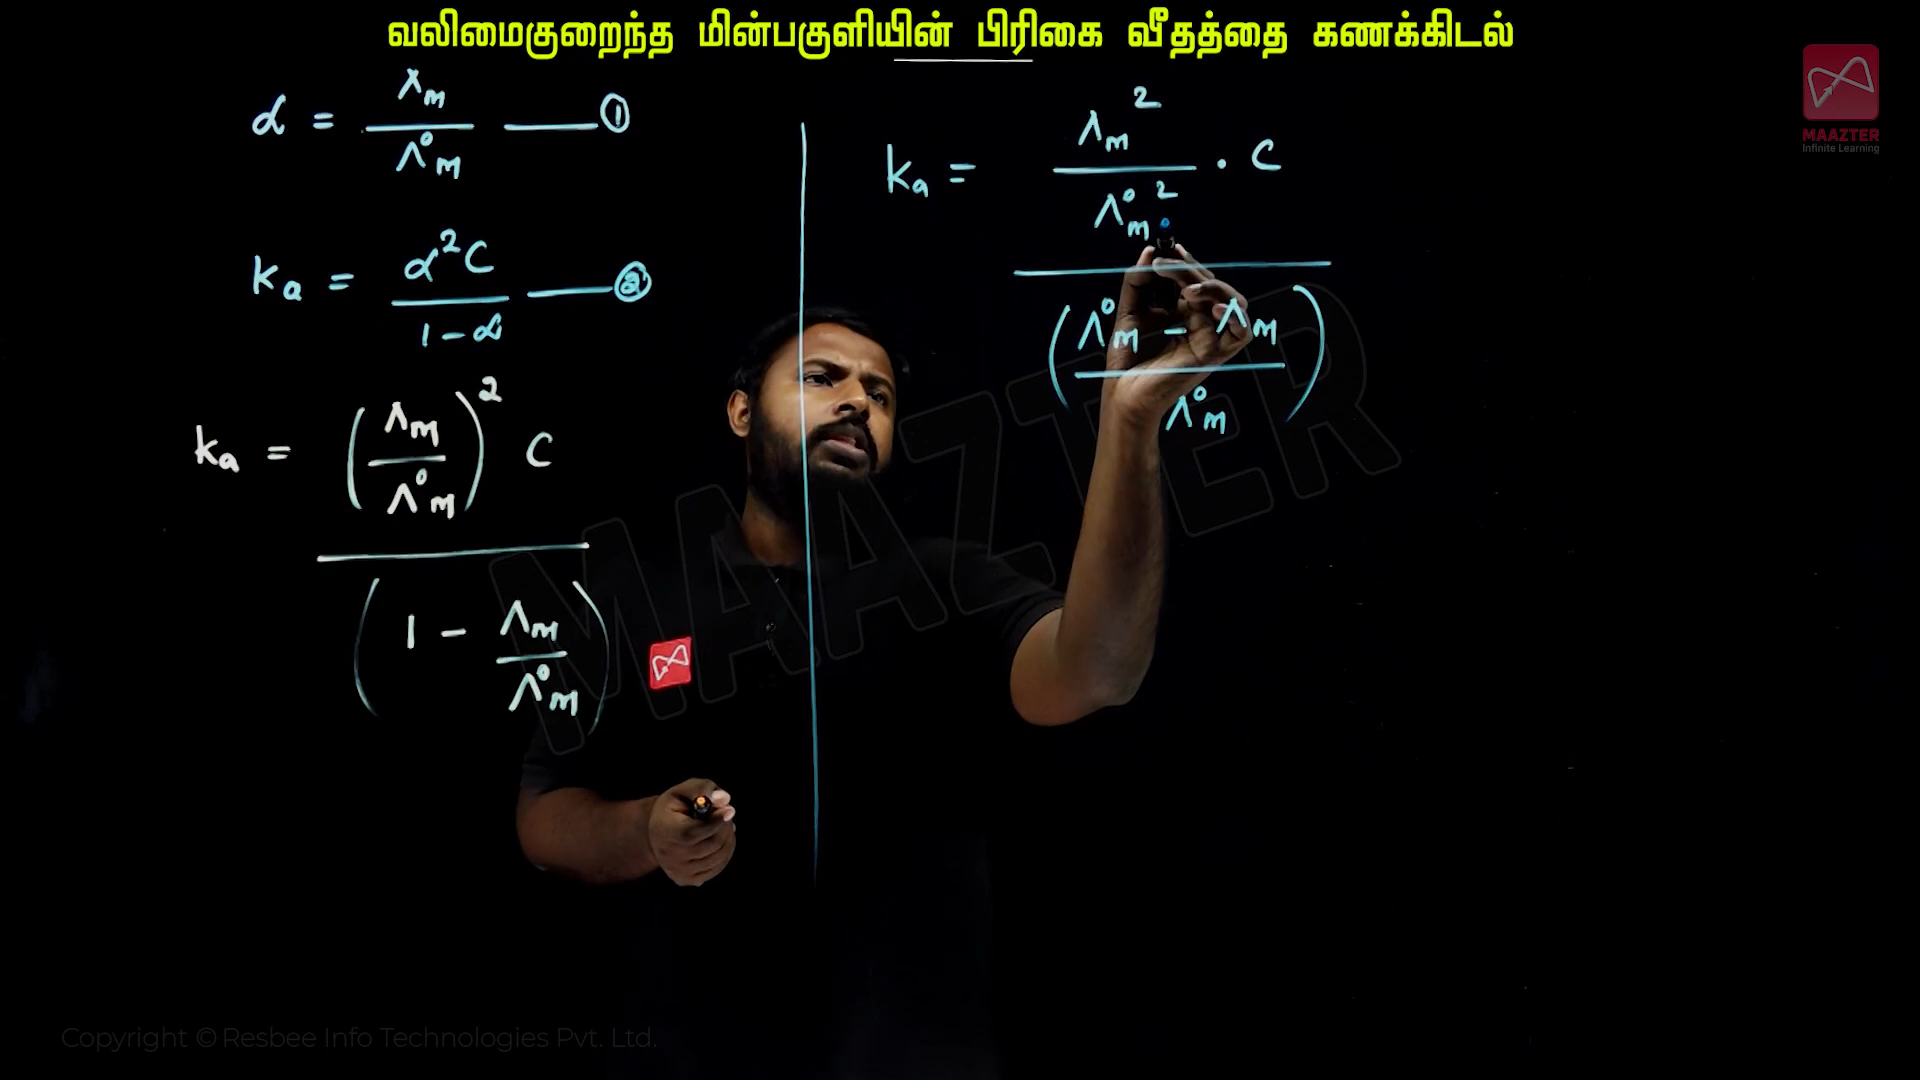 வலிமைகுறைந்த மின்பகுளியின் பிரிகை வீதத்தை கணக்கிடல்
MAAZTER
Infinite Learning
α = Λm / Λ°m —— ①
Ka = α²C / 1-α —— ②
Ka = (Λm / Λ°m)² C / (1 - Λm / Λ°m)
Ka = Λm² / Λ°m² · C / (Λ°m - Λm / Λ°m)
MAAZTER
Copyright © Resbee Info Technologies Pvt. Ltd.